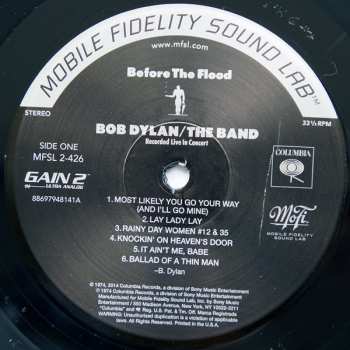 MOBILE FIDELITY SOUND LAB™
www.mfsl.com
Before The Flood
STEREO
33⅓ RPM
BOB DYLAN/THE BAND
Recorded Live in Concert
SIDE ONE
MFSL 2-426
COLUMBIA
GAIN 2™
ULTRA ANALOG
88697948141A
1. MOST LIKELY YOU GO YOUR WAY
(AND I'LL GO MINE)
2. LAY LADY LAY
3. RAINY DAY WOMEN #12 & 35
4. KNOCKIN' ON HEAVEN'S DOOR
5. IT AIN'T ME, BABE
6. BALLAD OF A THIN MAN
–B. Dylan
MoFi
MOBILE FIDELITY
SOUND LAB
℗ 1974, 2014 Columbia Records, a division of Sony Music Entertainment
© 1974 Columbia Records, a division of Sony Music Entertainment
Manufactured for Mobile Fidelity Sound Lab, Inc. by Sony Music
Entertainment / 550 Madison Avenue, New York, NY 10022-3211
"Columbia" and ® Reg. U.S. Pat. & Tm. Off. Marca Registrada
WARNING: Unauthorized duplication is a violation of applicable
laws. All Rights Reserved. Printed in the U.S.A.